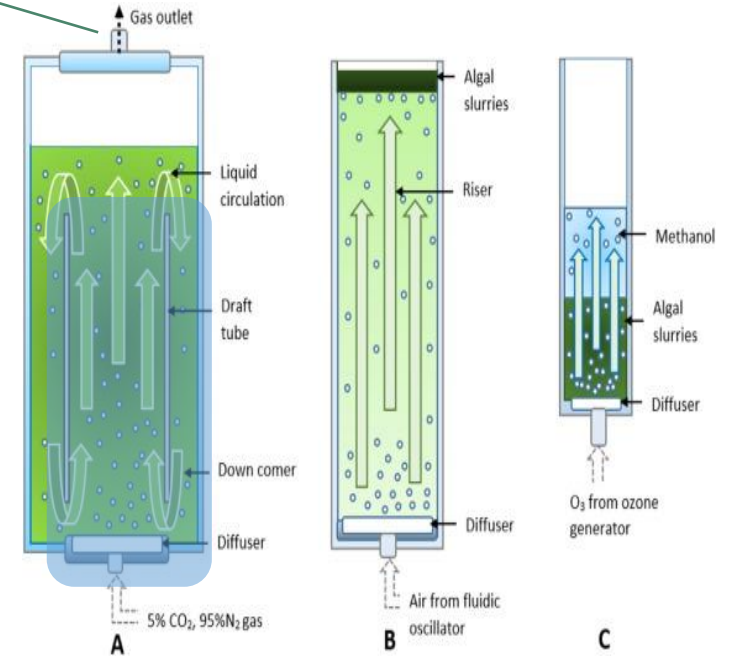 Gas outlet
Liquid
circulation
Draft
tube
Down comer
Diffuser
5% CO₂, 95%N₂ gas
A
Algal
slurries
Riser
Diffuser
Air from fluidic
oscillator
B
Methanol
Algal
slurries
Diffuser
O₃ from ozone
generator
C